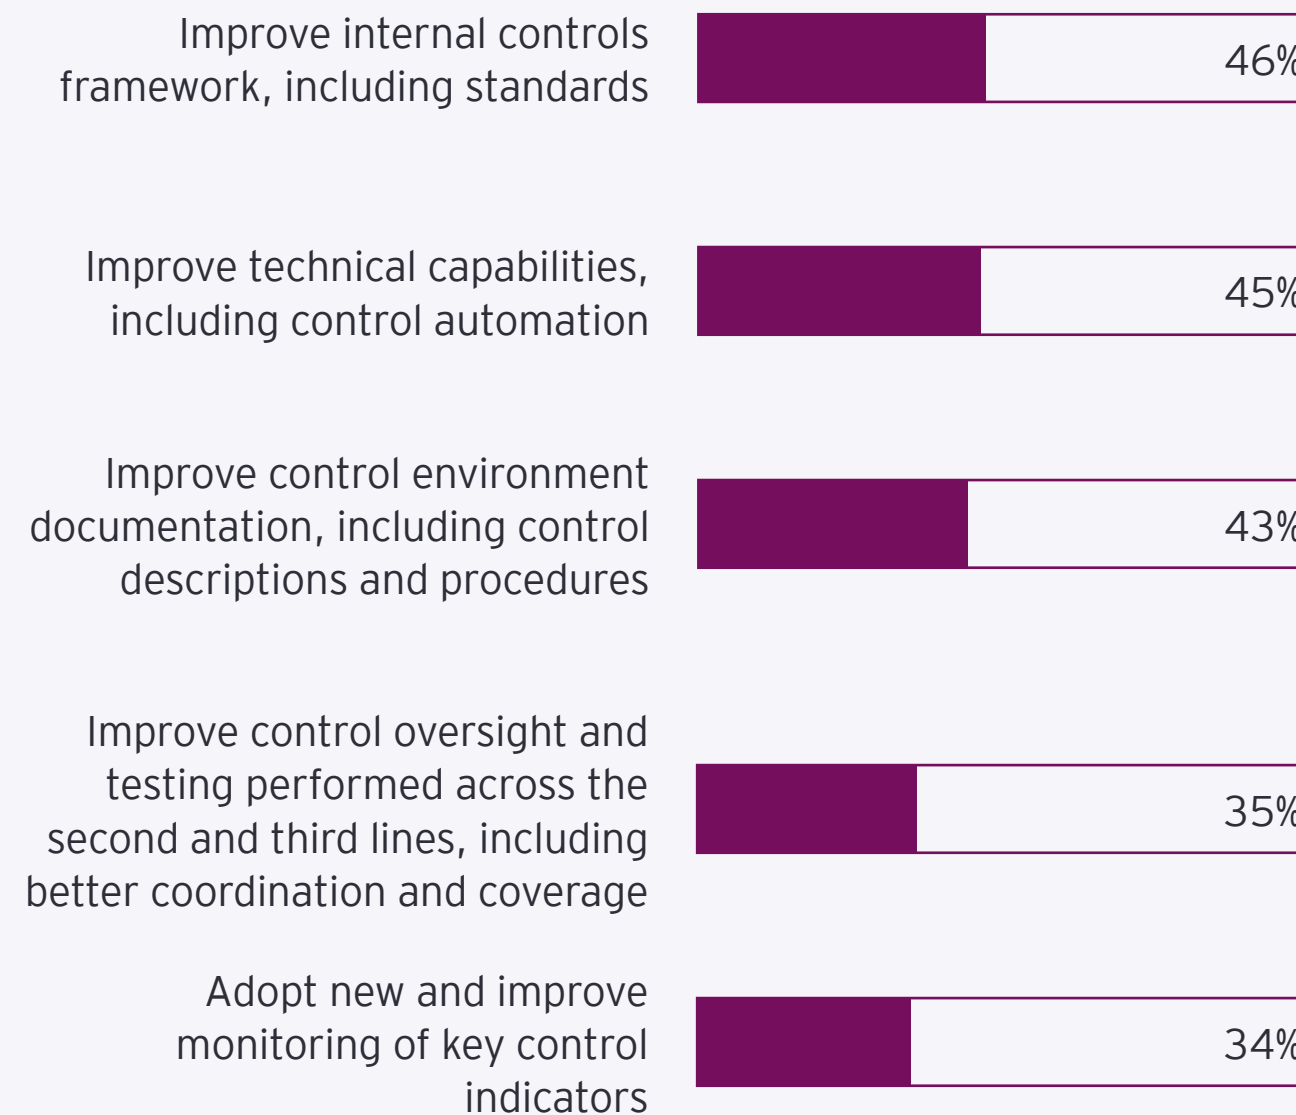 Improve internal controls
framework, including standards
46%
Improve technical capabilities,
including control automation
45%
Improve control environment
documentation, including control
descriptions and procedures
43%
Improve control oversight and
testing performed across the
second and third lines, including
better coordination and coverage
35%
Adopt new and improve
monitoring of key control
indicators
34%